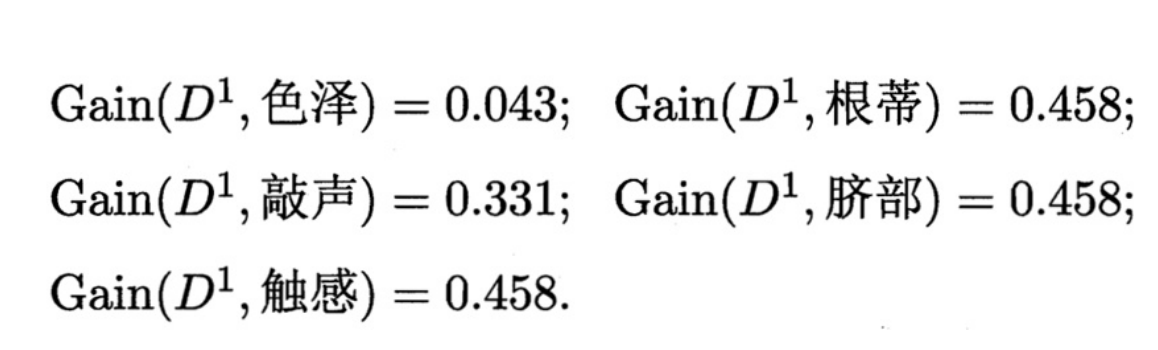 Gain(D¹, 色泽) = 0.043; Gain(D¹, 根蒂) = 0.458;
Gain(D¹, 敲声) = 0.331; Gain(D¹, 脐部) = 0.458;
Gain(D¹, 触感) = 0.458.